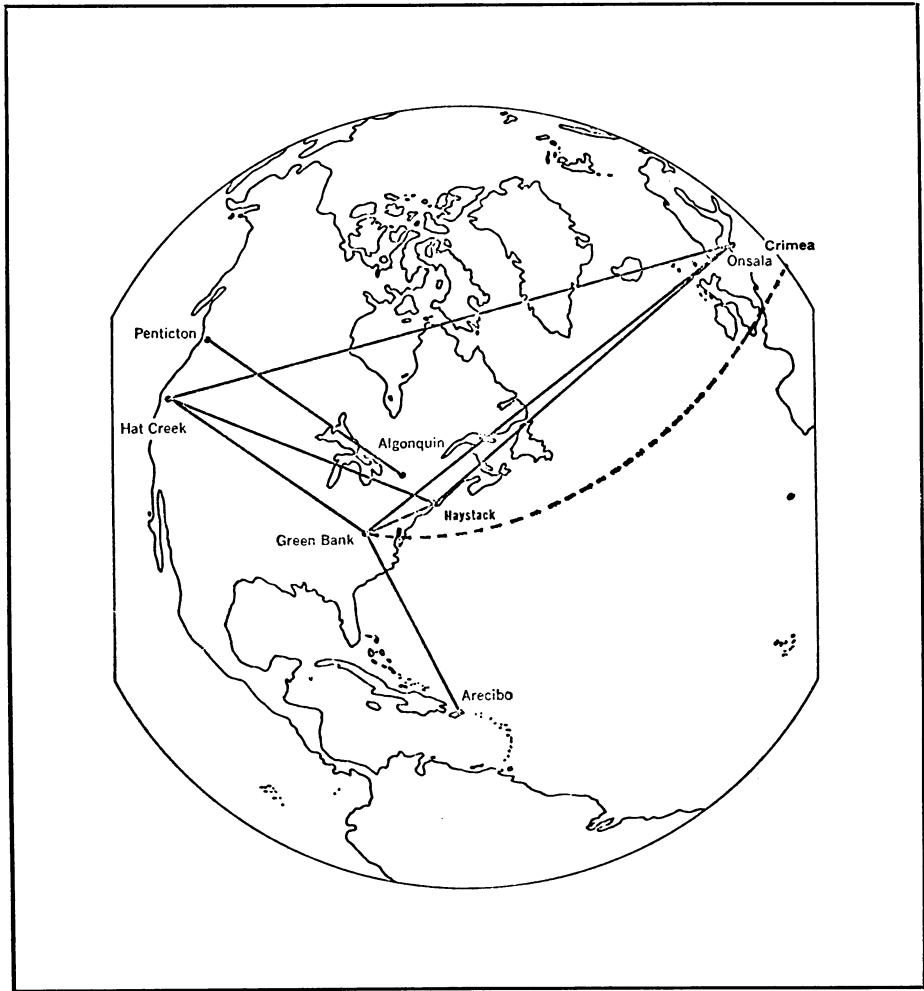 Crimea
Onsala
Penticton
Hat Creek
Algonquin
Haystack
Green Bank
Arecibo